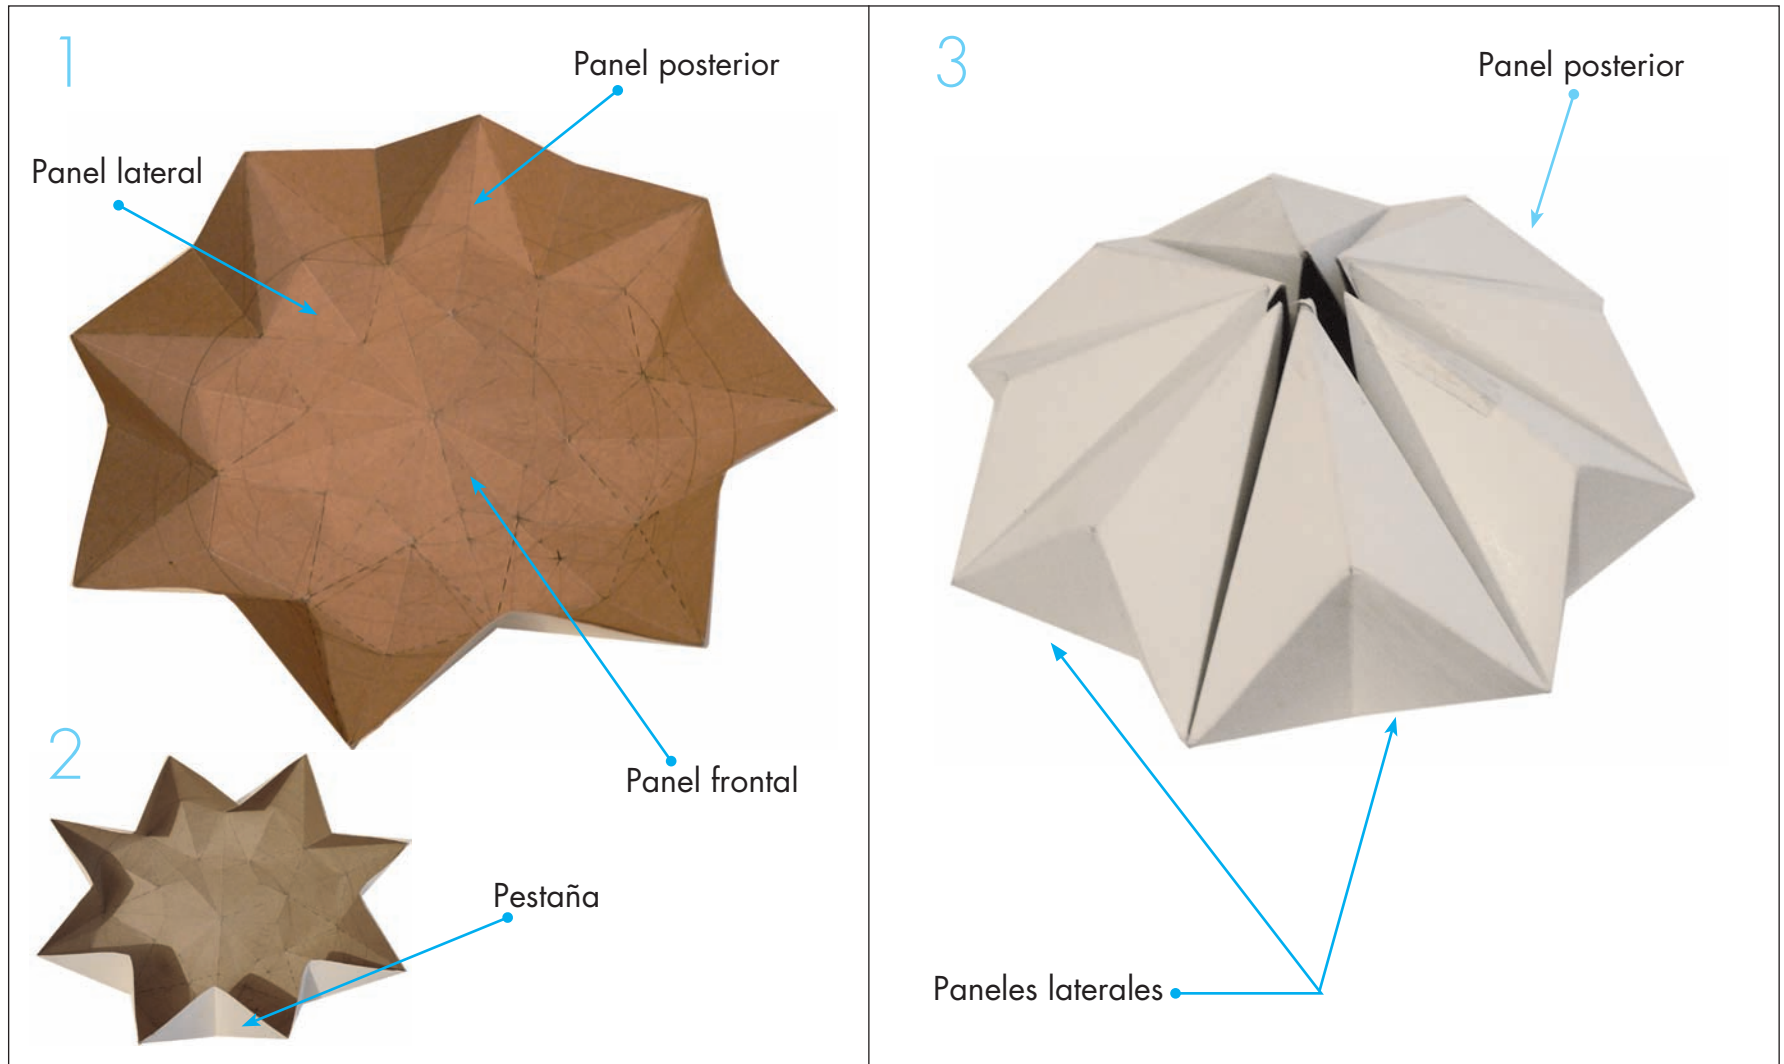 1
Panel posterior
Panel lateral
Panel frontal
2
Pestaña
3
Panel posterior
Paneles laterales